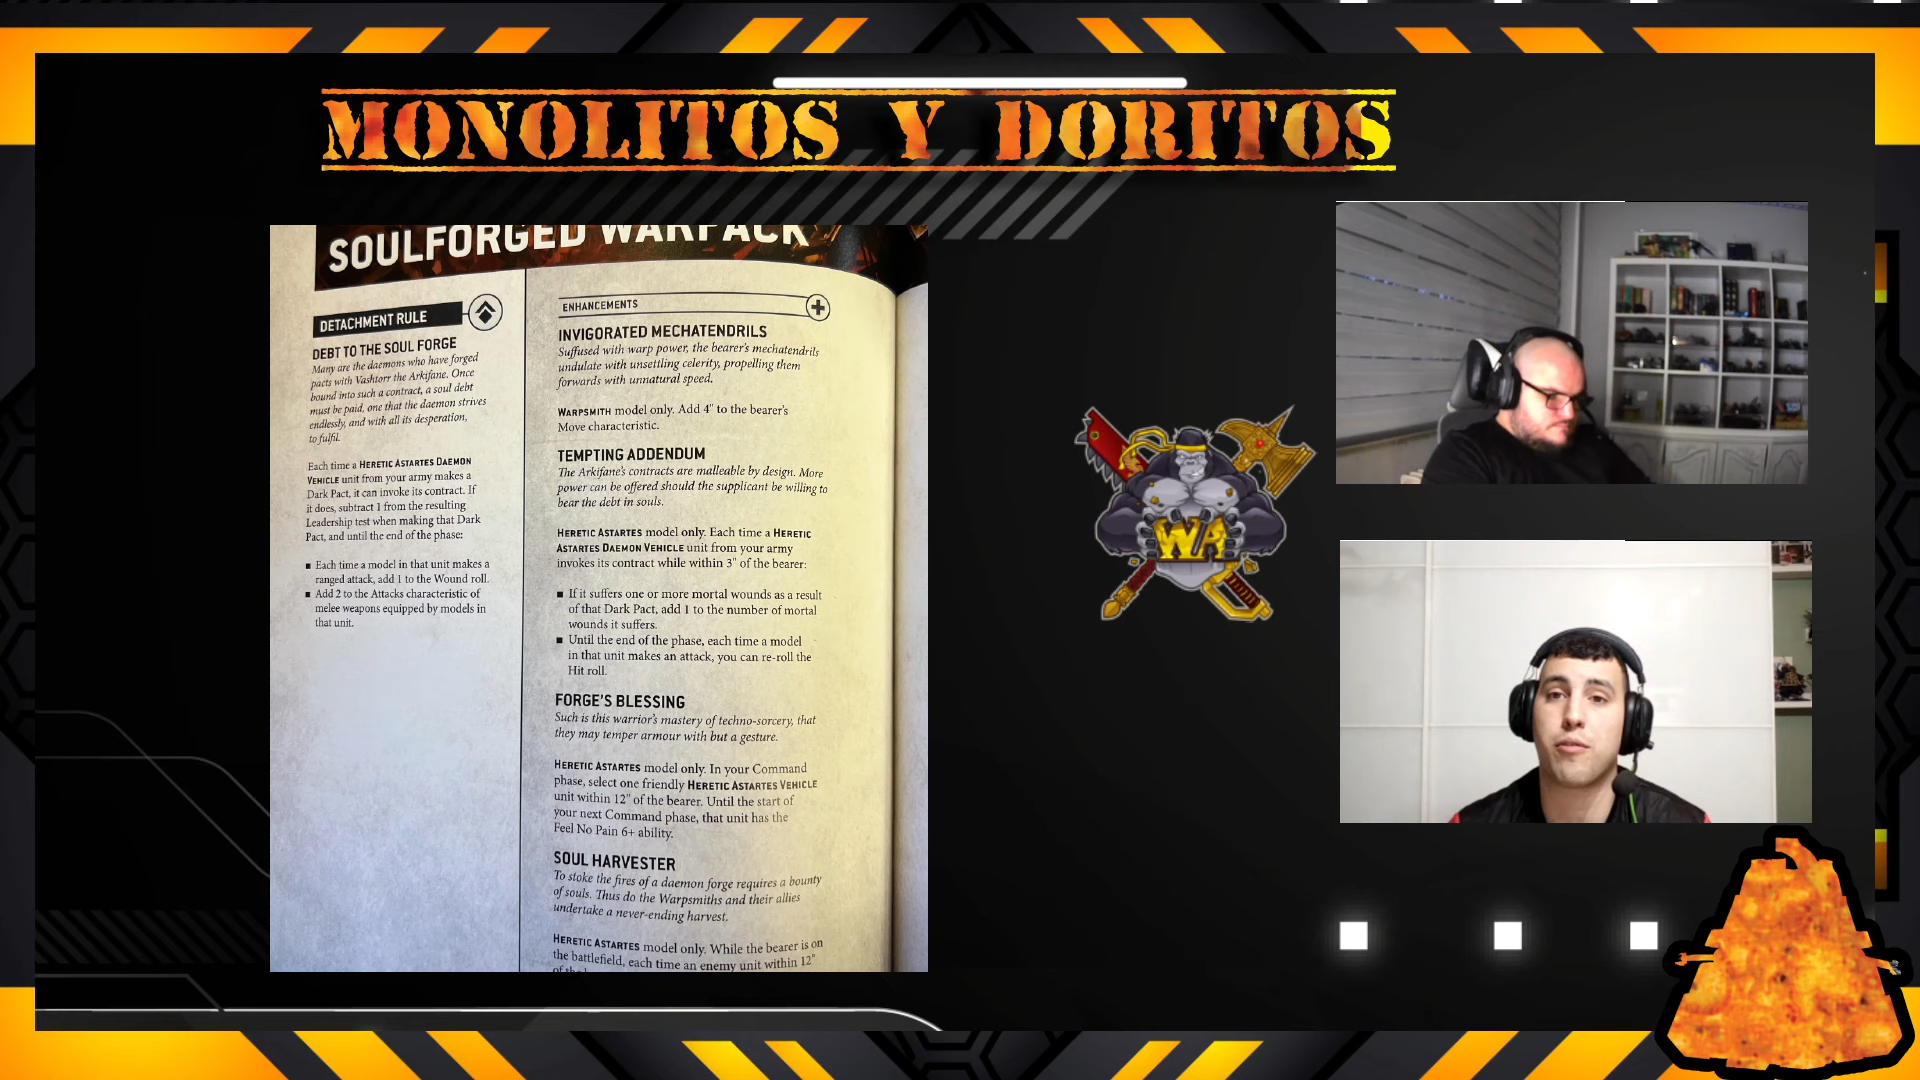 MONOLITOS Y DORITOS
SOULFORGED WARPACK
DETACHMENT RULE
DEBT TO THE SOUL FORGE
Many are the daemons who have forged
pacts with Vashtorr the Arkifane. Once
bound into such a contract, a soul debt
must be paid, one that the daemon strives
endlessly, and with all its desperation,
to fulfil.
Each time a HERETIC ASTARTES DAEMON
VEHICLE unit from your army makes a
Dark Pact, it can invoke its contract. If
it does, subtract 1 from the resulting
Leadership test when making that Dark
Pact, and until the end of the phase:
■ Each time a model in that unit makes a
ranged attack, add 1 to the Wound roll.
■ Add 2 to the Attacks characteristic of
melee weapons equipped by models in
that unit.
ENHANCEMENTS
INVIGORATED MECHATENDRILS
Suffused with warp power, the bearer's mechatendrils
undulate with unsettling celerity, propelling them
forwards with unnatural speed.
WARPSMITH model only. Add 4" to the bearer's
Move characteristic.
TEMPTING ADDENDUM
The Arkifane's contracts are malleable by design. More
power can be offered should the supplicant be willing to
bear the debt in souls.
HERETIC ASTARTES model only. Each time a HERETIC
ASTARTES DAEMON VEHICLE unit from your army
invokes its contract while within 3" of the bearer:
■ If it suffers one or more mortal wounds as a result
of that Dark Pact, add 1 to the number of mortal
wounds it suffers.
■ Until the end of the phase, each time a model
in that unit makes an attack, you can re-roll the
Hit roll.
FORGE'S BLESSING
Such is this warrior's mastery of techno-sorcery, that
they may temper armour with but a gesture.
HERETIC ASTARTES model only. In your Command
phase, select one friendly HERETIC ASTARTES VEHICLE
unit within 12" of the bearer. Until the start of
your next Command phase, that unit has the
Feel No Pain 6+ ability.
SOUL HARVESTER
To stoke the fires of a daemon forge requires a bounty
of souls. Thus do the Warpsmiths and their allies
undertake a never-ending harvest.
HERETIC ASTARTES model only. While the bearer is on
the battlefield, each time an enemy unit within 12"
WA